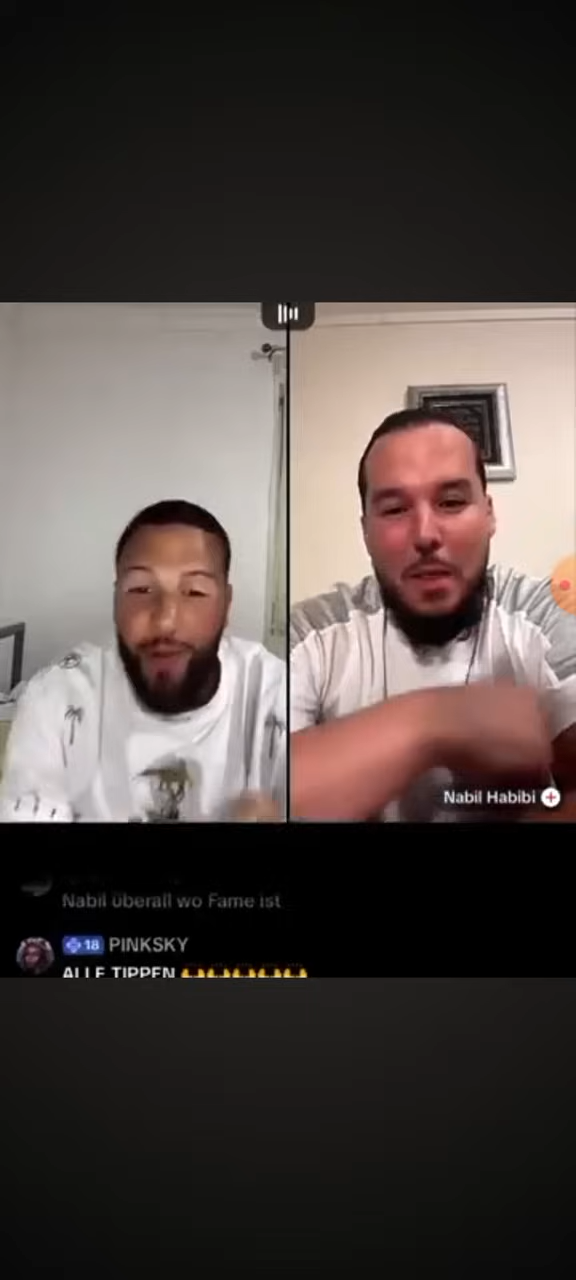 Nabil Habibi
Nabil überall wo Fame ist
18 PINKSKY
ALLE TIPPEN 🙌🙌🙌🙌🙌